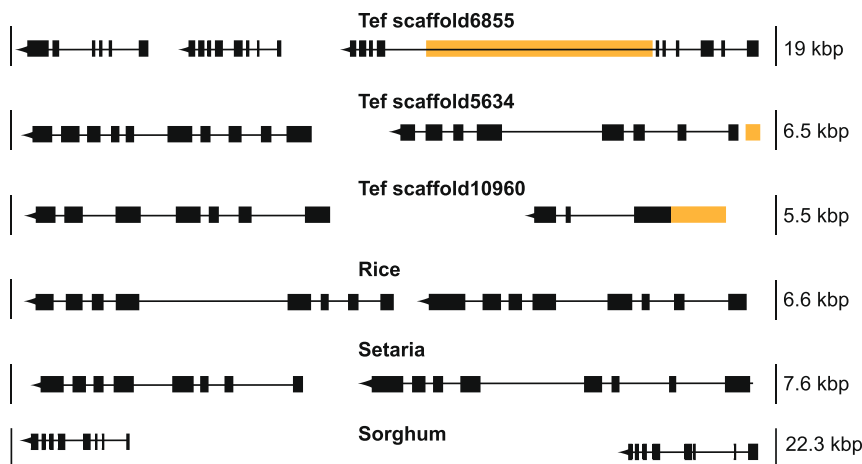 Tef scaffold6855
19 kbp
Tef scaffold5634
6.5 kbp
Tef scaffold10960
5.5 kbp
Rice
6.6 kbp
Setaria
7.6 kbp
Sorghum
22.3 kbp